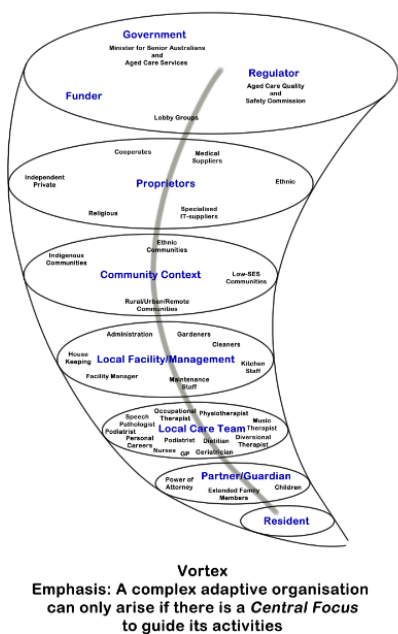 Government
Minister for Senior Australians
and
Aged Care Services
Regulator
Aged Care Quality
and
Safety Commission
Funder
Lobby Groups
Cooperates
Medical
Suppliers
Independent
Private
Proprietors
Ethnic
Religious
Specialised
IT-suppliers
Ethnic
Communities
Indigenous
Communities
Community Context
Low-SES
Communities
Rural/Urban/Remote
Communities
Administration
Gardeners
Cleaners
House
Keeping
Local Facility/Management
Kitchen
Staff
Facility Manager
Maintenance
Staff
Speech
Pathologist
Occupational
Therapist
Physiotherapist
Music
Therapist
Podiatrist
Local Care Team
Personal
Careers
Podiatrist
Dietitian
Diversional
Therapist
Nurses
GP
Geriatrician
Partner/Guardian
Power of
Attorney
Extended Family
Members
Children
Resident
Vortex
Emphasis: A complex adaptive organisation
can only arise if there is a Central Focus
to guide its activities